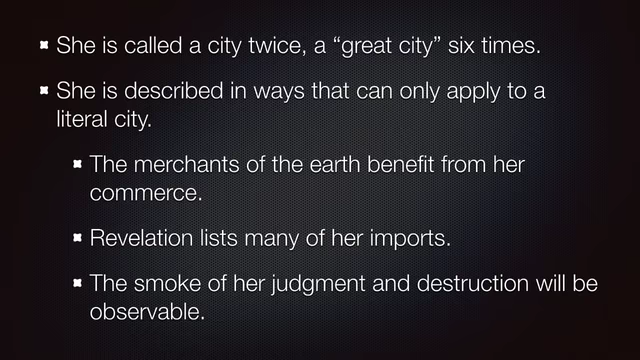 She is called a city twice, a “great city” six times.
She is described in ways that can only apply to a
literal city.
The merchants of the earth benefit from her
commerce.
Revelation lists many of her imports.
The smoke of her judgment and destruction will be
observable.